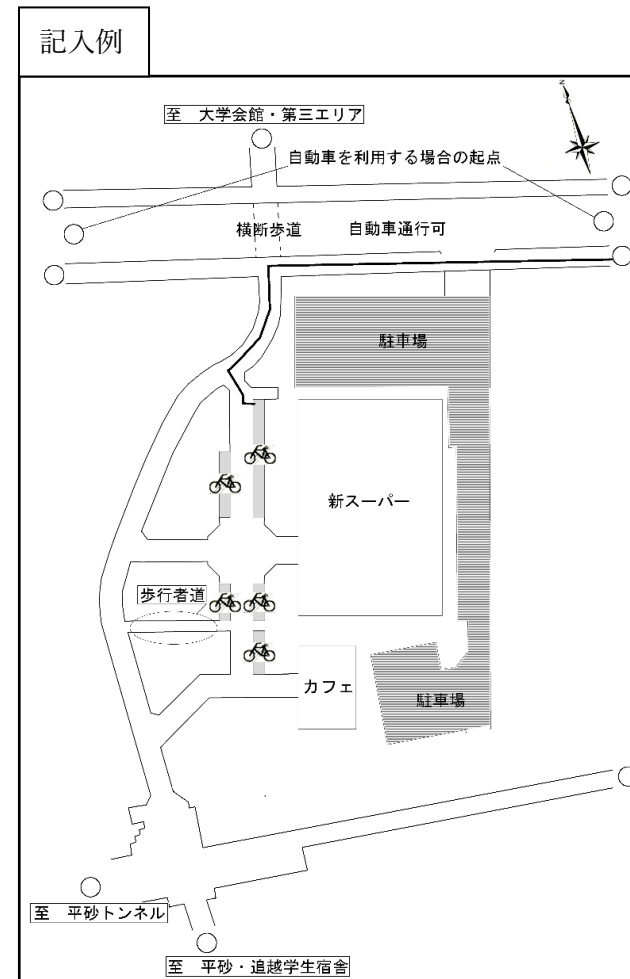 記入例
N
至 大学会館・第三エリア
自動車を利用する場合の起点
横断歩道
自動車通行可
駐車場
新スーパー
歩行者道
カフェ
駐車場
至 平砂トンネル
至 平砂・追越学生宿舎